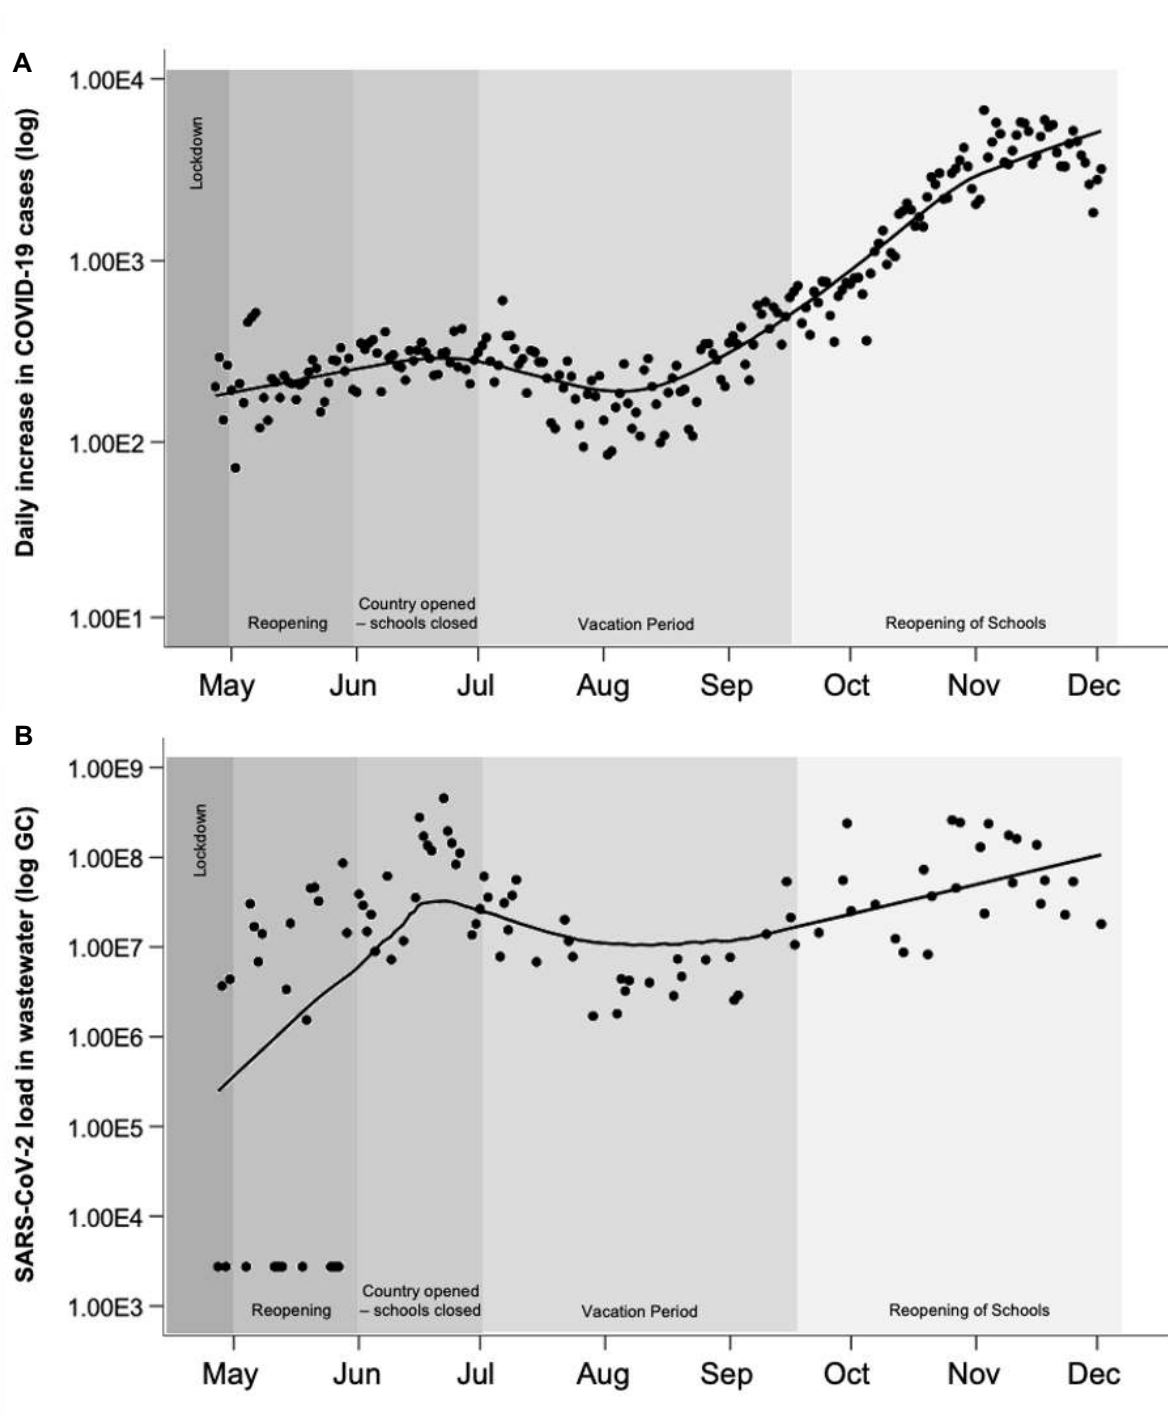 A
Daily increase in COVID-19 cases (log)
1.00E4
1.00E3
1.00E2
1.00E1
Lockdown
Reopening
Country opened
– schools closed
Vacation Period
Reopening of Schools
May Jun Jul Aug Sep Oct Nov Dec
B
SARS-CoV-2 load in wastewater (log GC)
1.00E9
1.00E8
1.00E7
1.00E6
1.00E5
1.00E4
1.00E3
Lockdown
Reopening
Country opened
– schools closed
Vacation Period
Reopening of Schools
May Jun Jul Aug Sep Oct Nov Dec